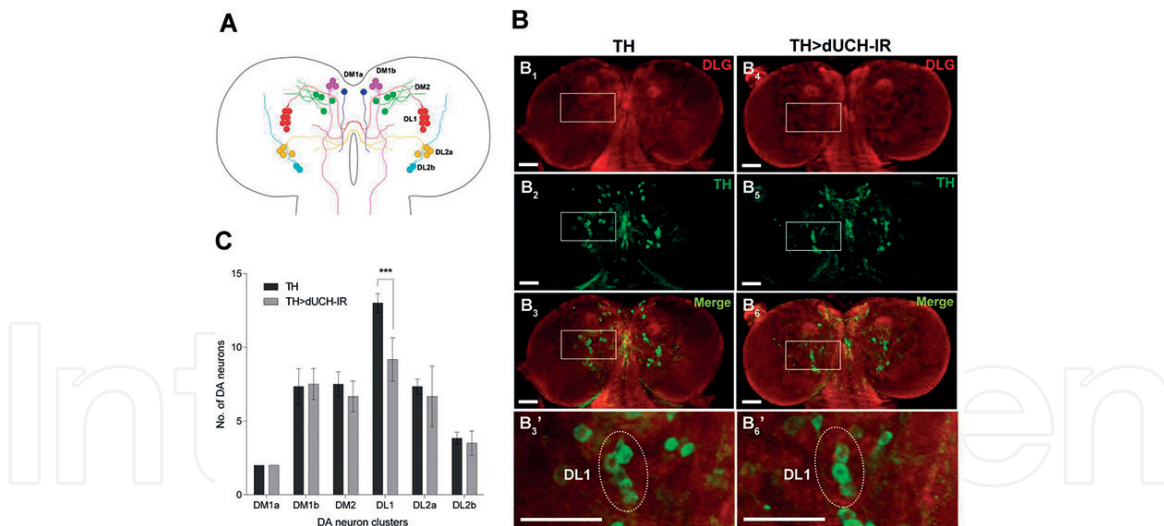 A
DM1a
DM1b
DM2
DL1
DL2a
DL2b
B
TH
TH>dUCH-IR
B1
DLG
B4
DLG
B2
TH
B5
TH
B3
Merge
B6
Merge
B3'
DL1
B6'
DL1
C
***
TH
TH>dUCH-IR
No. of DA neurons
15
10
5
0
DM1a DM1b DM2 DL1 DL2a DL2b
DA neuron clusters